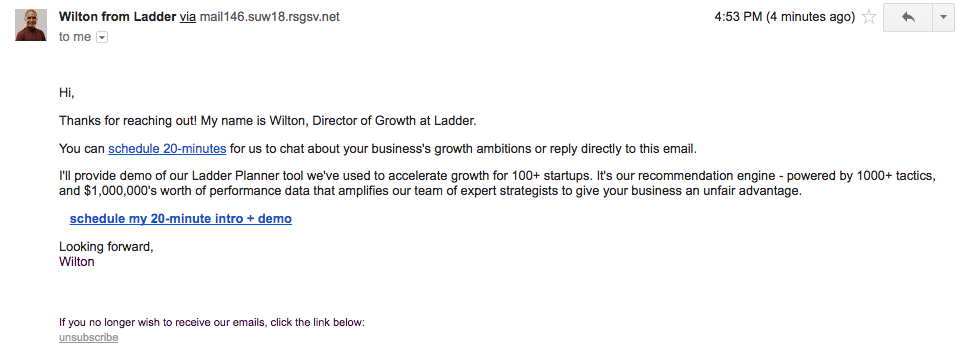 Wilton from Ladder via mail146.suw18.rsgsv.net 4:53 PM (4 minutes ago)
to me
Hi,
Thanks for reaching out! My name is Wilton, Director of Growth at Ladder.
You can schedule 20-minutes for us to chat about your business's growth ambitions or reply directly to this email.
I'll provide demo of our Ladder Planner tool we've used to accelerate growth for 100+ startups. It's our recommendation engine - powered by 1000+ tactics,
and $1,000,000's worth of performance data that amplifies our team of expert strategists to give your business an unfair advantage.
schedule my 20-minute intro + demo
Looking forward,
Wilton
If you no longer wish to receive our emails, click the link below:
unsubscribe